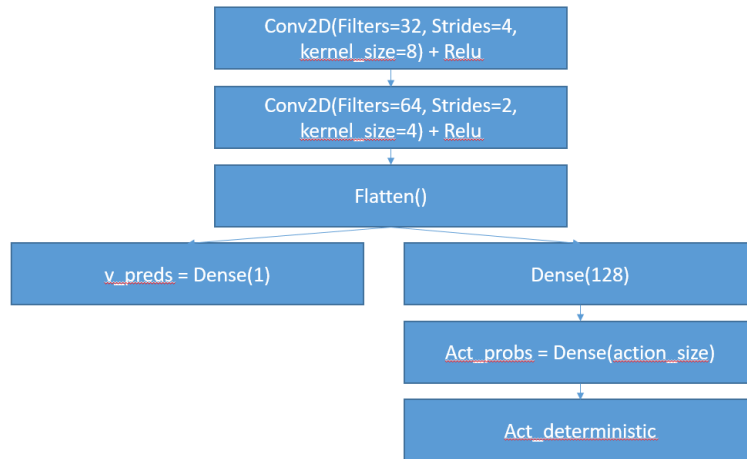 Conv2D(Filters=32, Strides=4,
kernel_size=8) + Relu
Conv2D(Filters=64, Strides=2,
kernel_size=4) + Relu
Flatten()
v_preds = Dense(1)
Dense(128)
Act_probs = Dense(action_size)
Act_deterministic